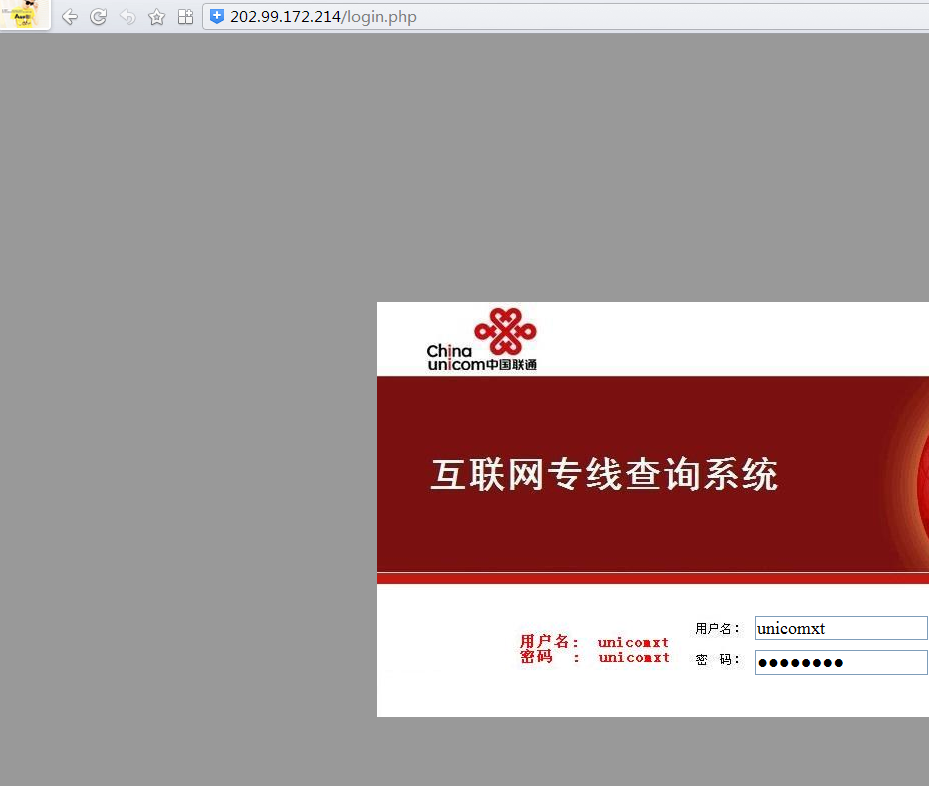 202.99.172.214/login.php
China
unicom中国联通
互联网专线查询系统
用户名： unicomxt
密码 ： unicomxt
用户名： unicomxt
密 码： ●●●●●●●●